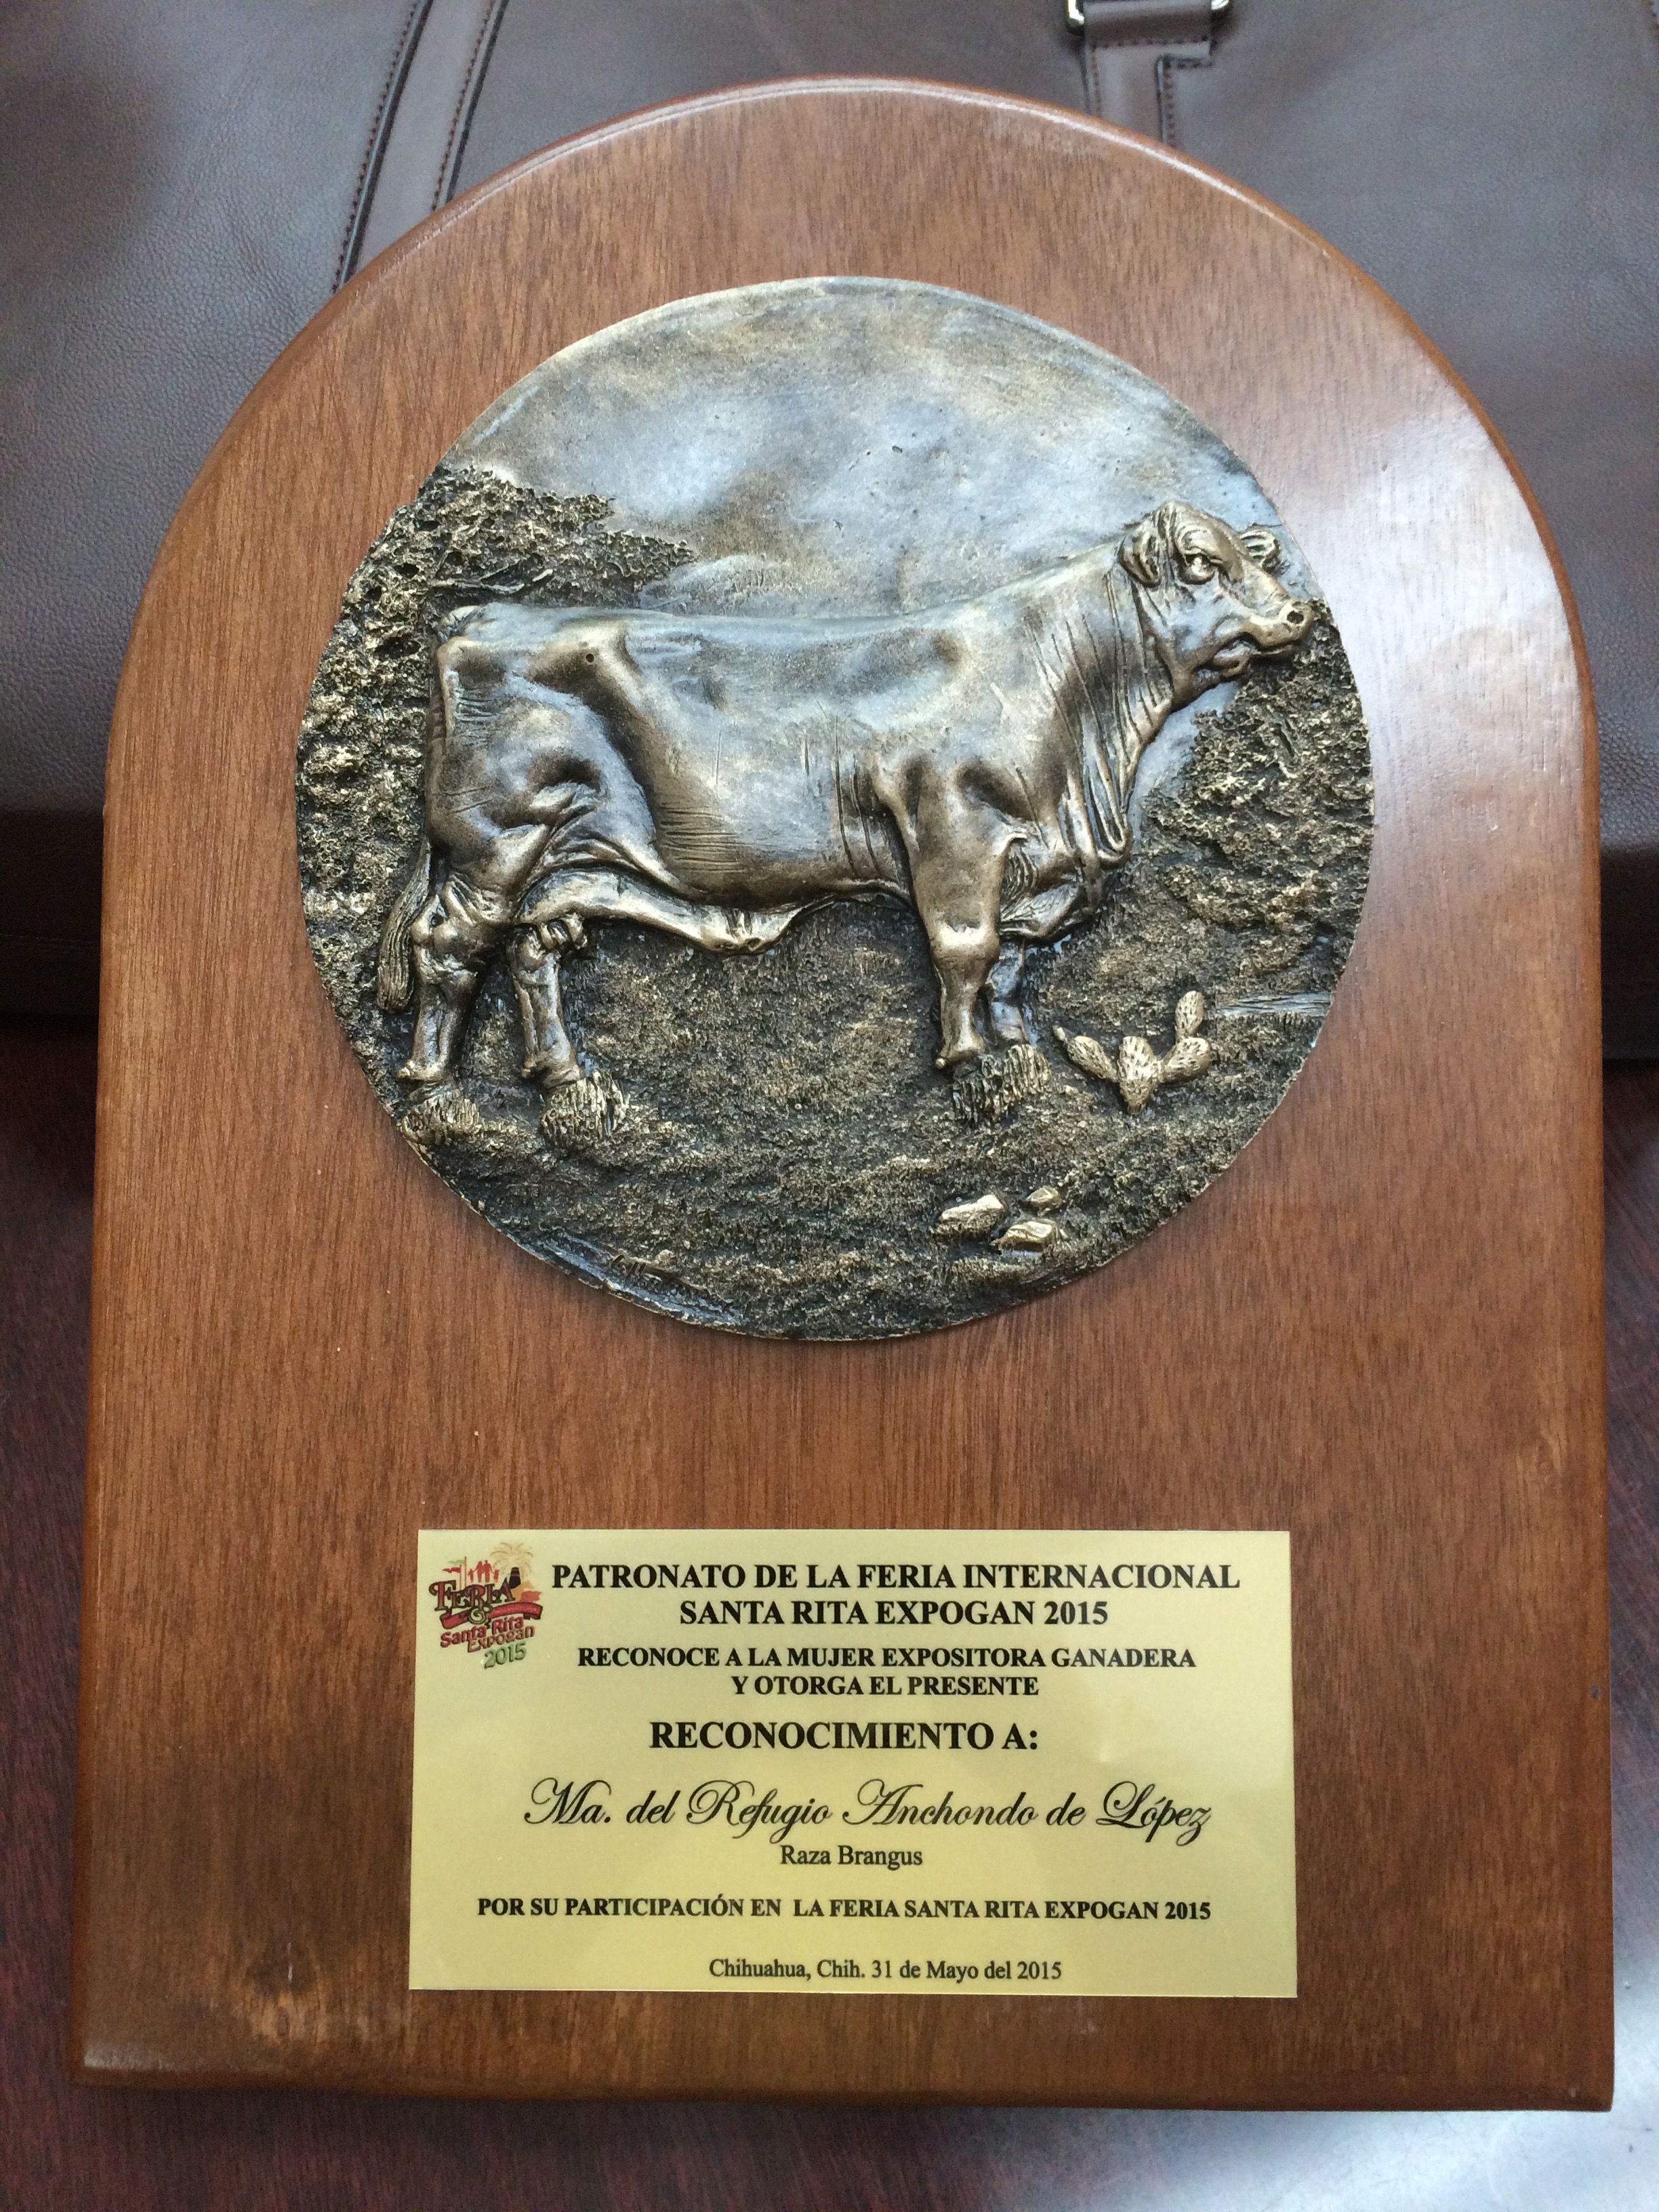 FERIA
Santa Rita
Expogan
2015
PATRONATO DE LA FERIA INTERNACIONAL
SANTA RITA EXPOGAN 2015
RECONOCE A LA MUJER EXPOSITORA GANADERA
Y OTORGA EL PRESENTE
RECONOCIMIENTO A:
Ma. del Refugio Anchondo de López
Raza Brangus
POR SU PARTICIPACIÓN EN LA FERIA SANTA RITA EXPOGAN 2015
Chihuahua, Chih. 31 de Mayo del 2015